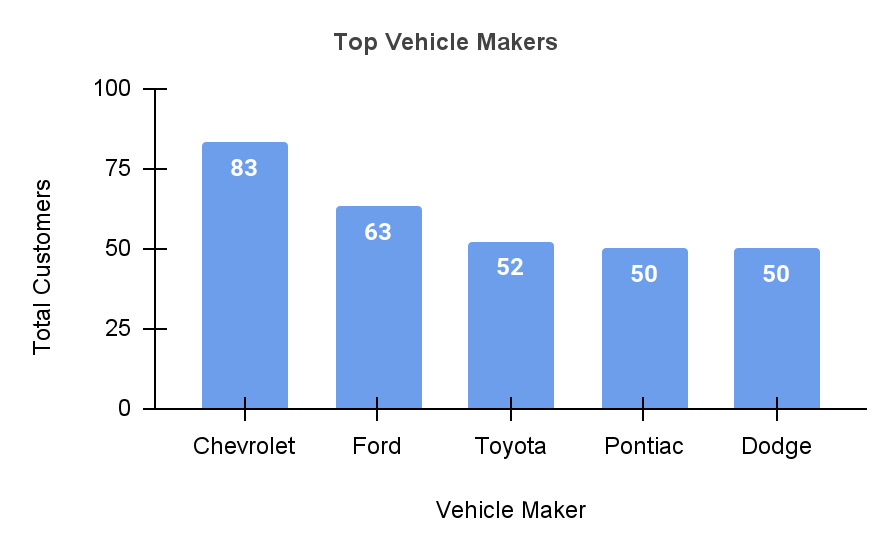 Top Vehicle Makers
100
75
50
25
0
Total Customers
83
63
52
50
50
Chevrolet
Ford
Toyota
Pontiac
Dodge
Vehicle Maker